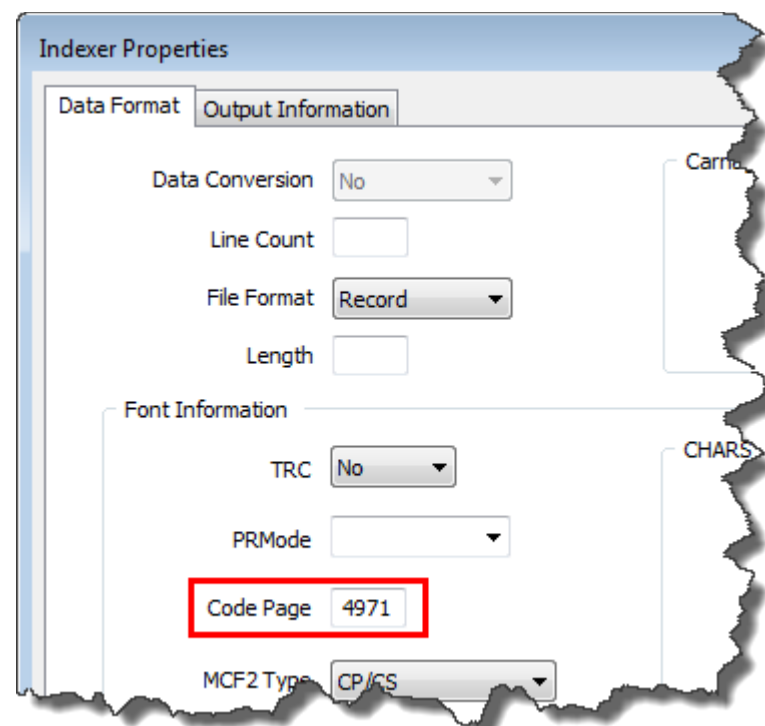 Indexer Properties
Data Format Output Information
Data Conversion No
Line Count
File Format Record
Length
Font Information
TRC No
CHARS
PRMode
Code Page 4971
MCF2 Type CP/CS